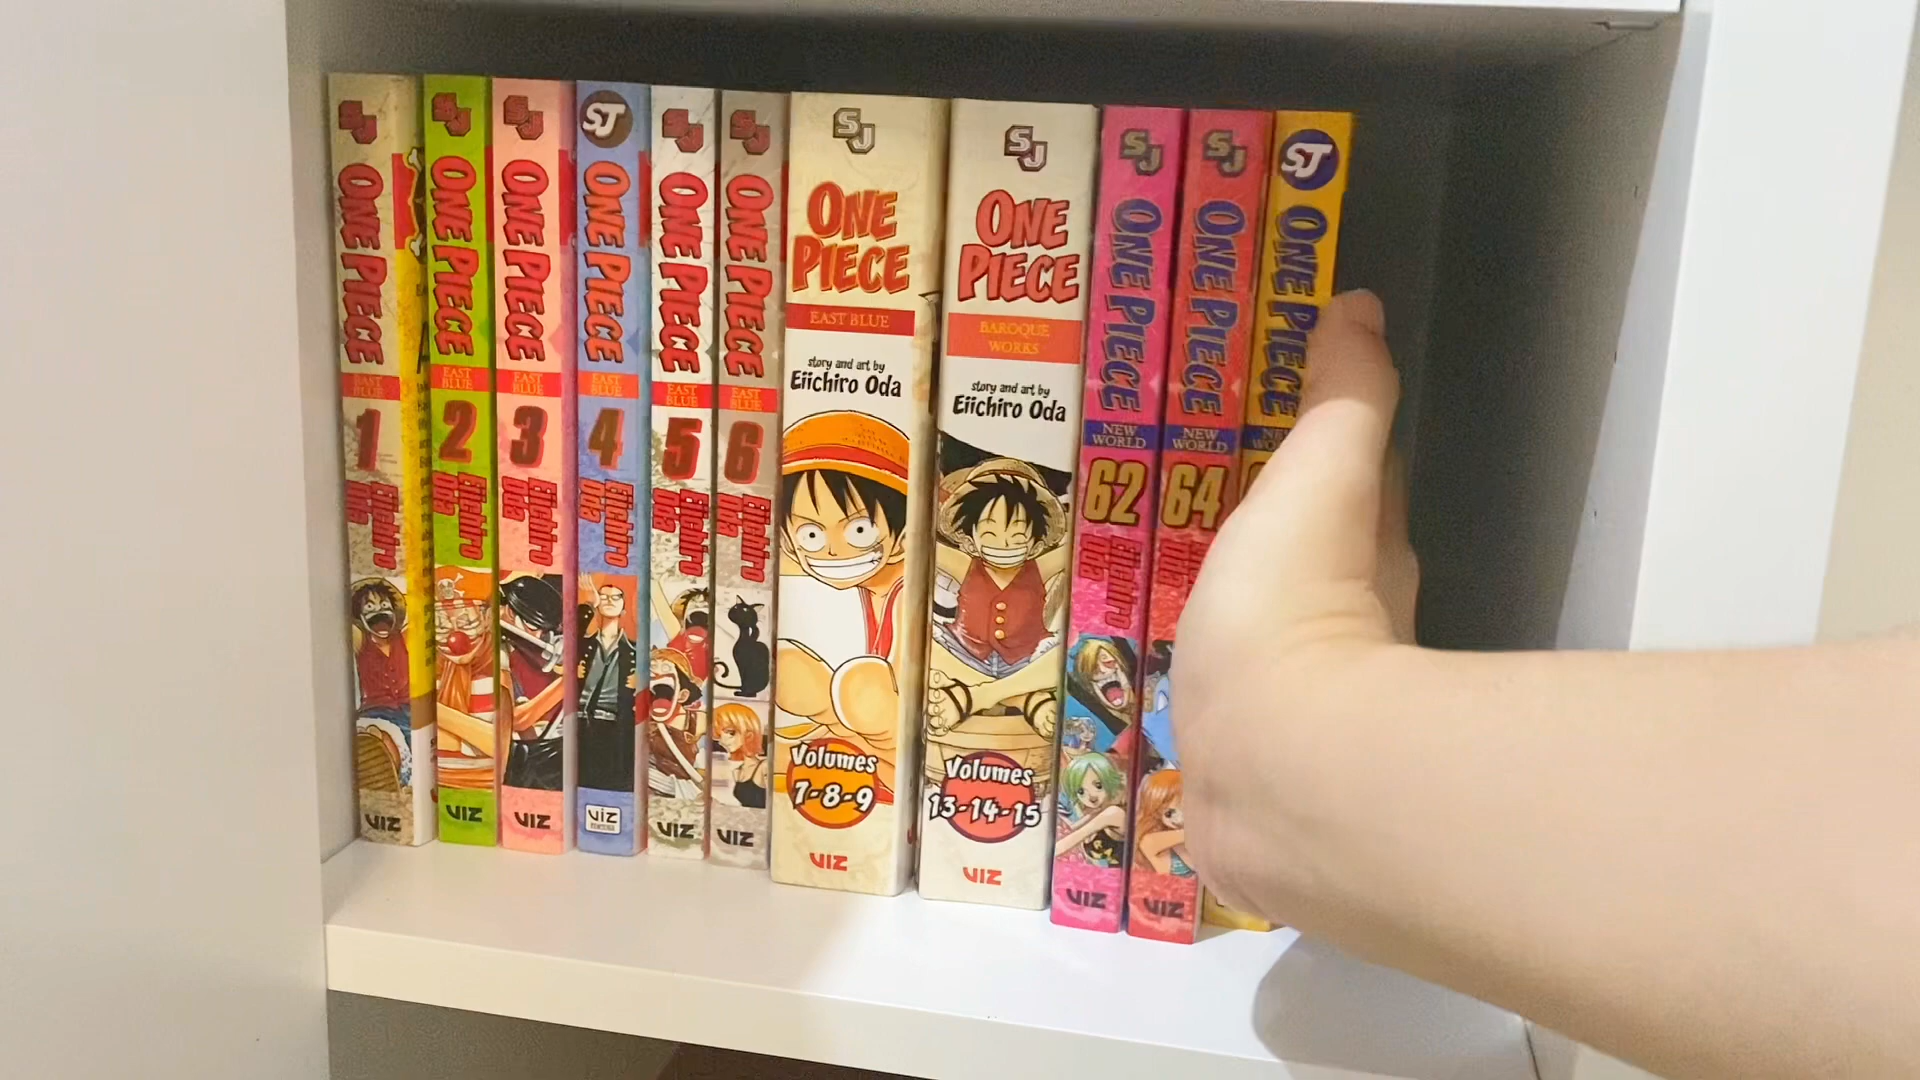 ONE PIECE
EAST BLUE
1
Eiichiro Oda
ONE PIECE
EAST BLUE
2
Eiichiro Oda
VIZ
ONE PIECE
EAST BLUE
3
Eiichiro Oda
VIZ
SJ
ONE PIECE
EAST BLUE
4
Eiichiro Oda
VIZ
media
ONE PIECE
EAST BLUE
5
Eiichiro Oda
VIZ
ONE PIECE
EAST BLUE
6
Eiichiro Oda
VIZ
SJ
ONE
PIECE
EAST BLUE
story and art by
Eiichiro Oda
Volumes
7-8-9
VIZ
SJ
ONE
PIECE
BAROQUE
WORKS
story and art by
Eiichiro Oda
Volumes
13-14-15
VIZ
SJ
ONE PIECE
NEW
WORLD
62
Eiichiro Oda
VIZ
SJ
ONE PIECE
NEW
WORLD
64
VIZ
SJ
ONE PIECE
VIZ